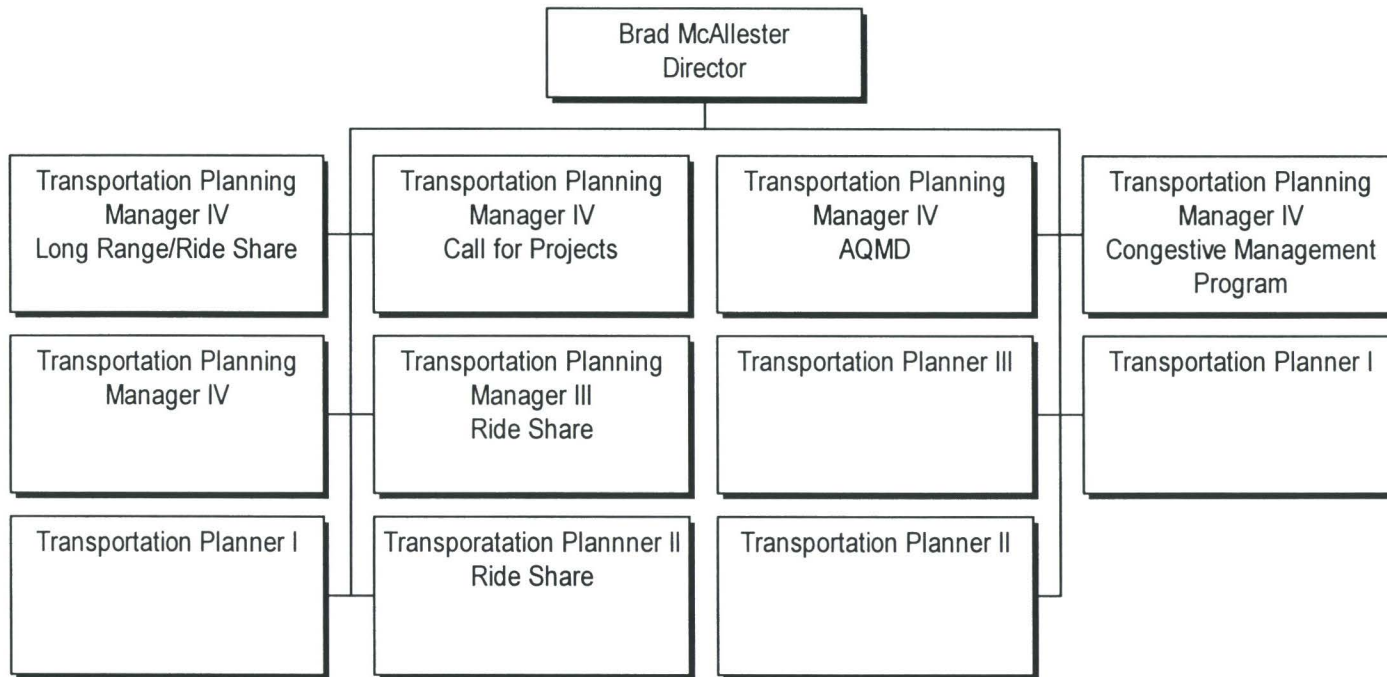 Brad McAllester
Director
Transportation Planning
Manager IV
Long Range/Ride Share
Transportation Planning
Manager IV
Call for Projects
Transportation Planning
Manager IV
AQMD
Transportation Planning
Manager IV
Congestive Management
Program
Transportation Planning
Manager IV
Transportation Planning
Manager III
Ride Share
Transportation Planner III
Transportation Planner I
Transportation Planner I
Transporatation Plannner II
Ride Share
Transportation Planner II